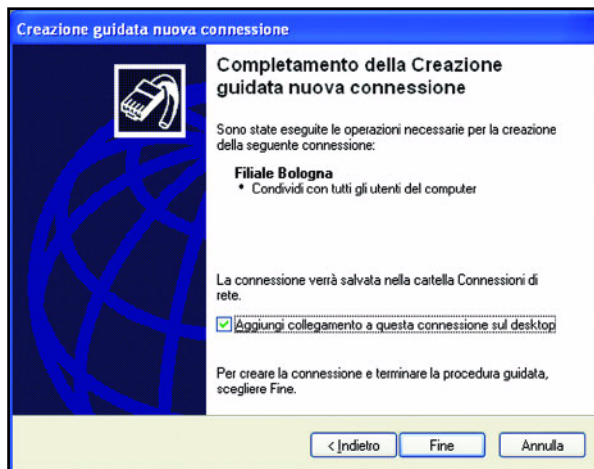 Creazione guidata nuova connessione
Completamento della Creazione
guidata nuova connessione
Sono state eseguite le operazioni necessarie per la creazione
della seguente connessione:
Filiale Bologna
• Condividi con tutti gli utenti del computer
La connessione verrà salvata nella cartella Connessioni di
rete.
Aggiungi collegamento a questa connessione sul desktop
Per creare la connessione e terminare la procedura guidata,
scegliere Fine.
< Indietro Fine Annulla